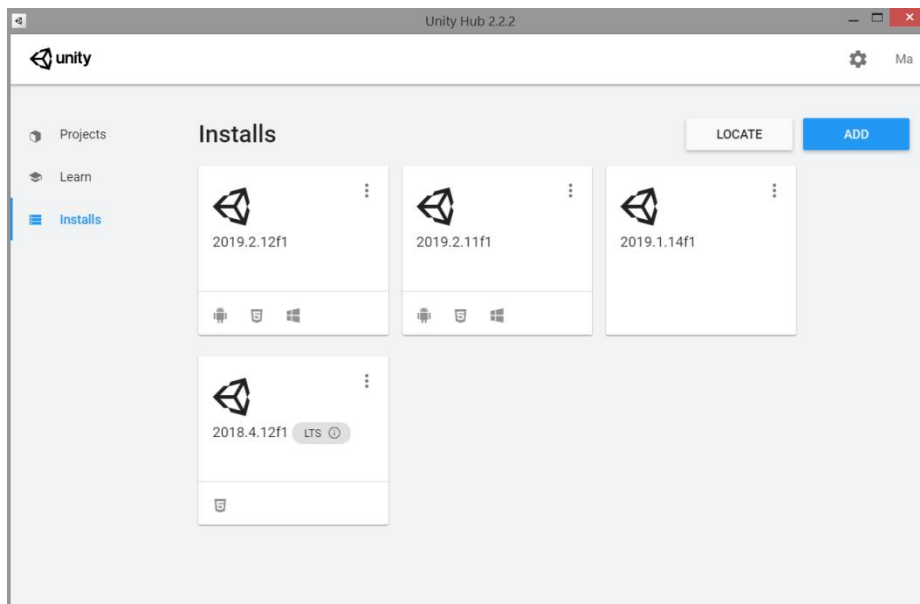 Unity Hub 2.2.2
unity
Ma
Projects
Learn
Installs
Installs
LOCATE
ADD
2019.2.12f1
2019.2.11f1
2019.1.14f1
2018.4.12f1 LTS